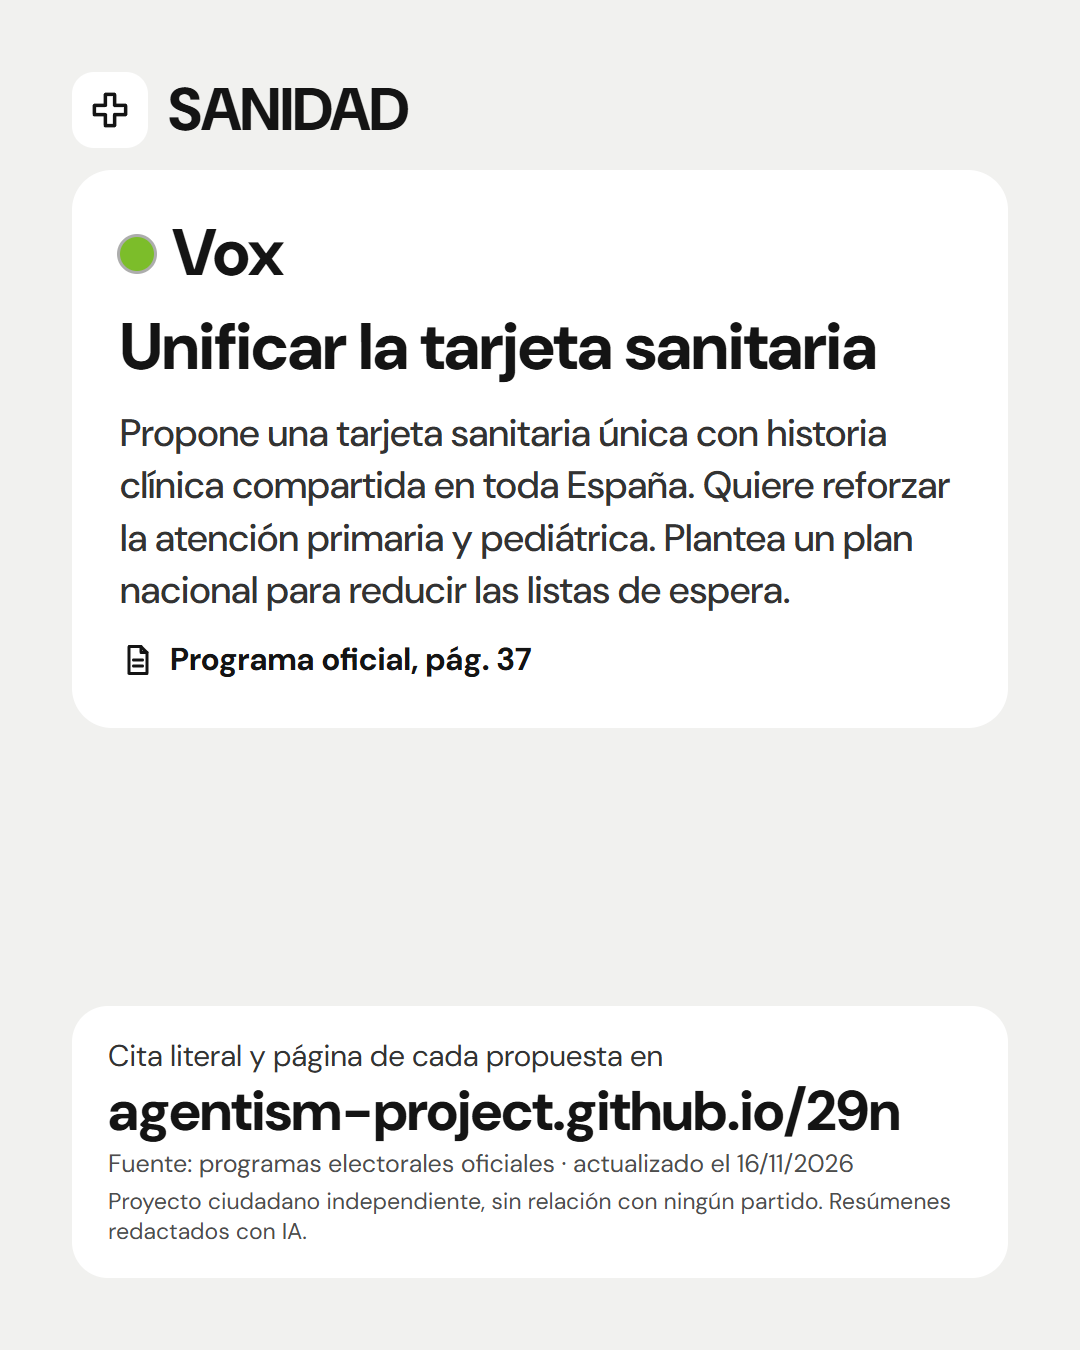 SANIDAD
Vox
Unificar la tarjeta sanitaria
Propone una tarjeta sanitaria única con historia
clínica compartida en toda España. Quiere reforzar
la atención primaria y pediátrica. Plantea un plan
nacional para reducir las listas de espera.
Programa oficial, pág. 37
Cita literal y página de cada propuesta en
agentism-project.github.io/29n
Fuente: programas electorales oficiales · actualizado el 16/11/2026
Proyecto ciudadano independiente, sin relación con ningún partido. Resúmenes
redactados con IA.